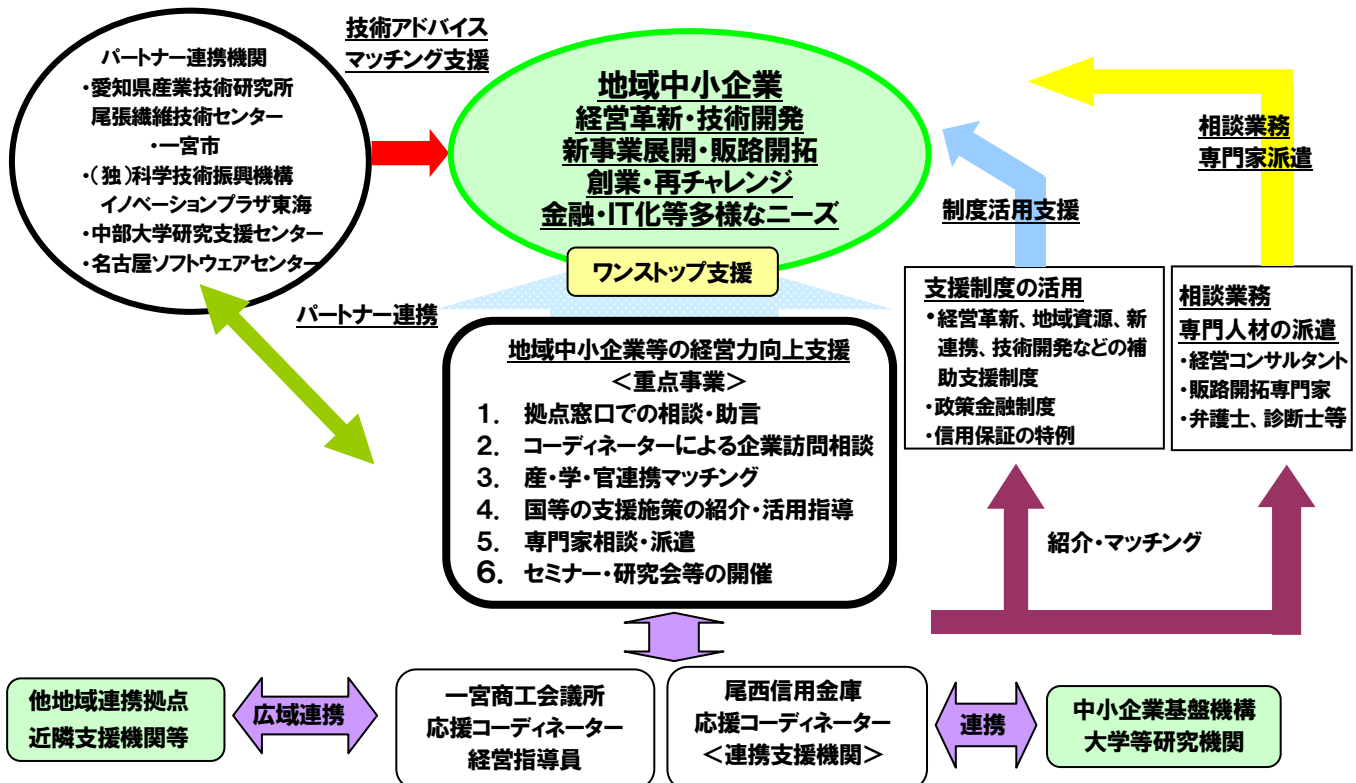 パートナー連携機関
・愛知県産業技術研究所
尾張繊維技術センター
・一宮市
・（独）科学技術振興機構
イノベーションプラザ東海
・中部大学研究支援センター
・名古屋ソフトウェアセンター
技術アドバイス
マッチング支援
地域中小企業
経営革新・技術開発
新事業展開・販路開拓
創業・再チャレンジ
金融・IT化等多様なニーズ
ワンストップ支援
相談業務
専門家派遣
制度活用支援
パートナー連携
地域中小企業等の経営力向上支援
＜重点事業＞
1. 拠点窓口での相談・助言
2. コーディネーターによる企業訪問相談
3. 産・学・官連携マッチング
4. 国等の支援施策の紹介・活用指導
5. 専門家相談・派遣
6. セミナー・研究会等の開催
支援制度の活用
・経営革新、地域資源、新
連携、技術開発などの補
助支援制度
・政策金融制度
・信用保証の特例
相談業務
専門人材の派遣
・経営コンサルタント
・販路開拓専門家
・弁護士、診断士等
紹介・マッチング
他地域連携拠点
近隣支援機関等
広域連携
一宮商工会議所
応援コーディネーター
経営指導員
尾西信用金庫
応援コーディネーター
＜連携支援機関＞
連携
中小企業基盤機構
大学等研究機関